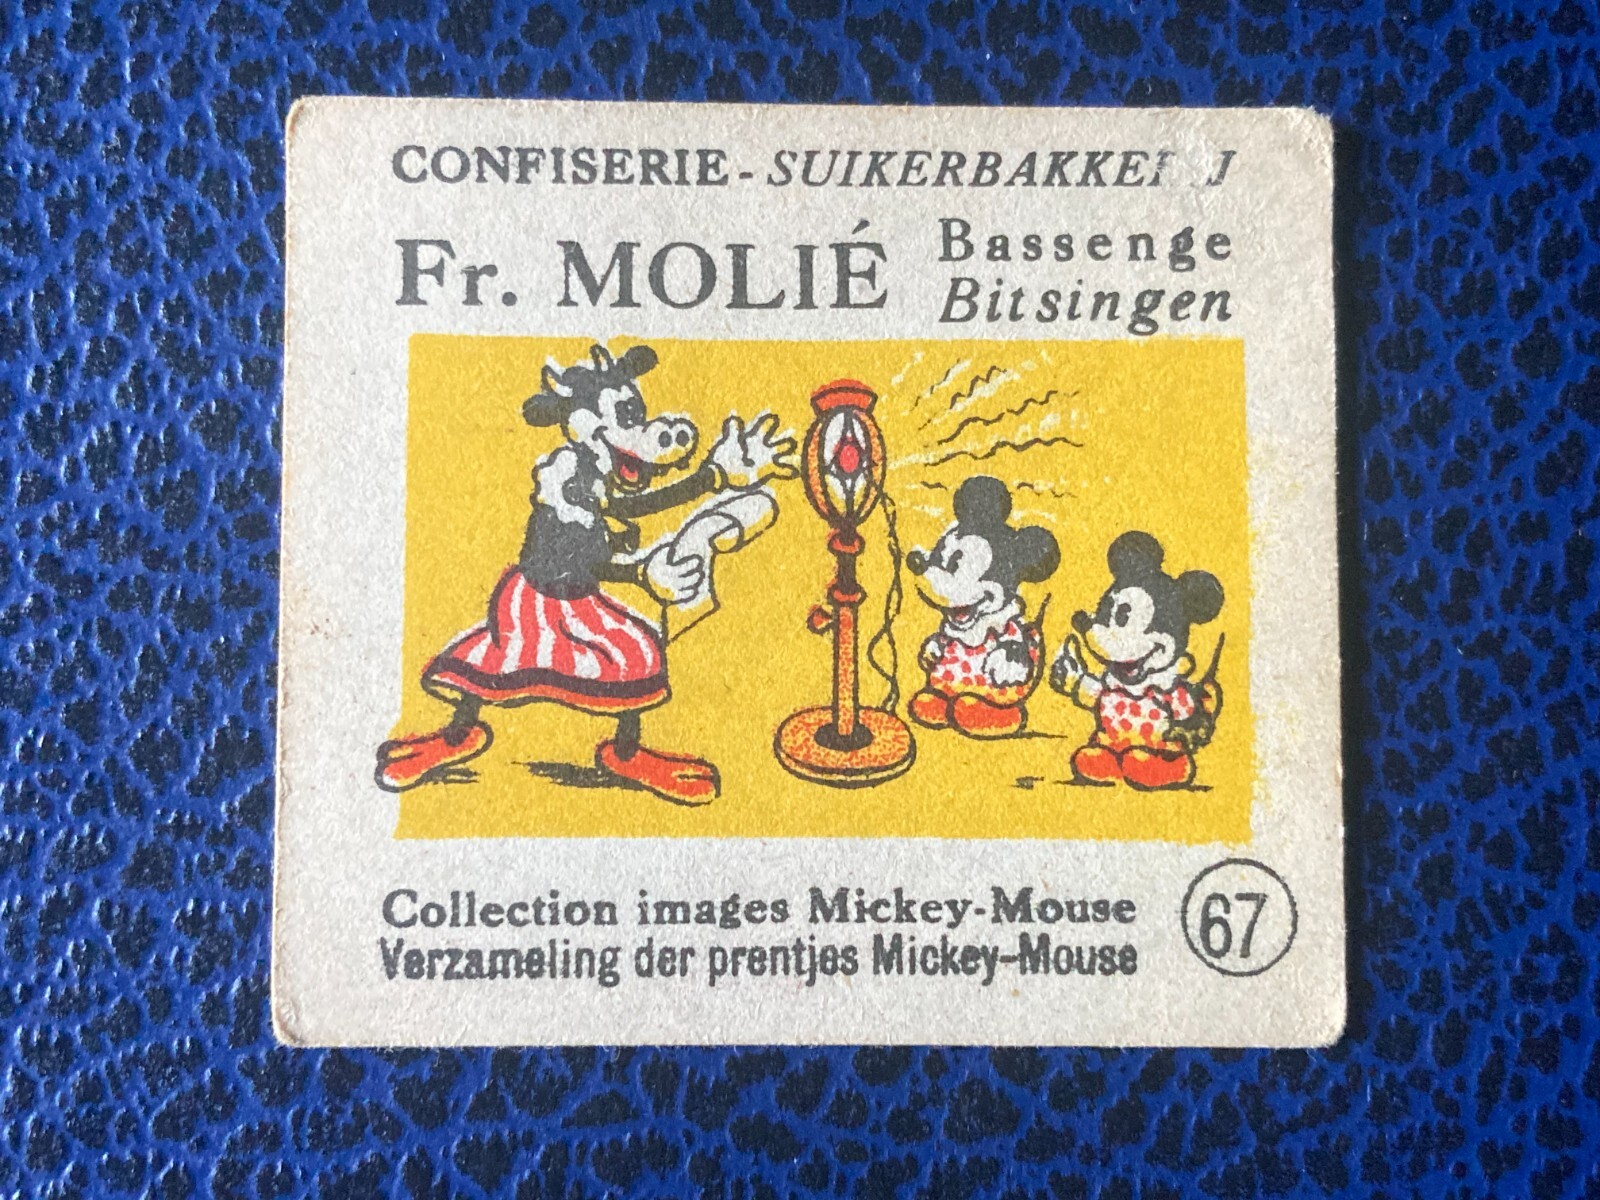 CONFISERIE - SUIKERBAKKERIJ
Fr. MOLIÉ
Bassenge
Bitsingen
Collection images Mickey-Mouse
Verzameling der prentjes Mickey-Mouse
67